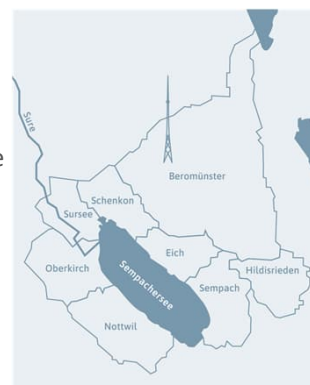 e
Sure
Beromünster
Schenkon
Sursee
Eich
Hildisrieden
Oberkirch
Sempachersee
Sempach
Nottwil